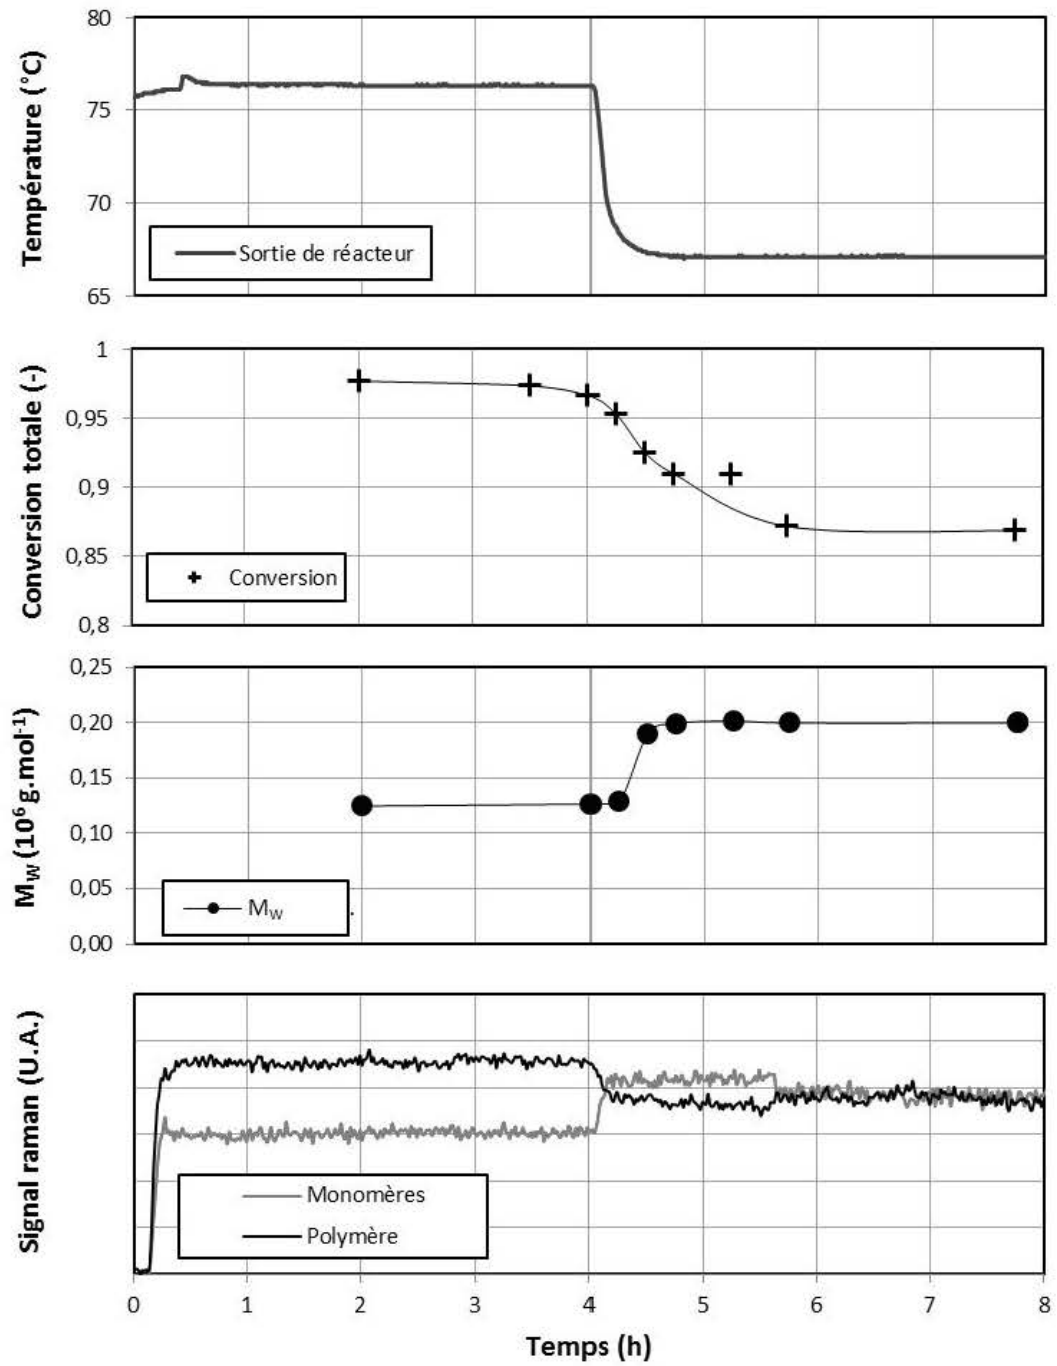 Température (°C)
80
75
70
65
Sortie de réacteur
Conversion totale (-)
1
0,95
0,9
0,85
0,8
Conversion
M_W (10⁶ g.mol⁻¹)
0,25
0,20
0,15
0,10
0,05
0,00
M_W
.
Signal raman (U.A.)
Monomères
Polymère
0 1 2 3 4 5 6 7 8
Temps (h)